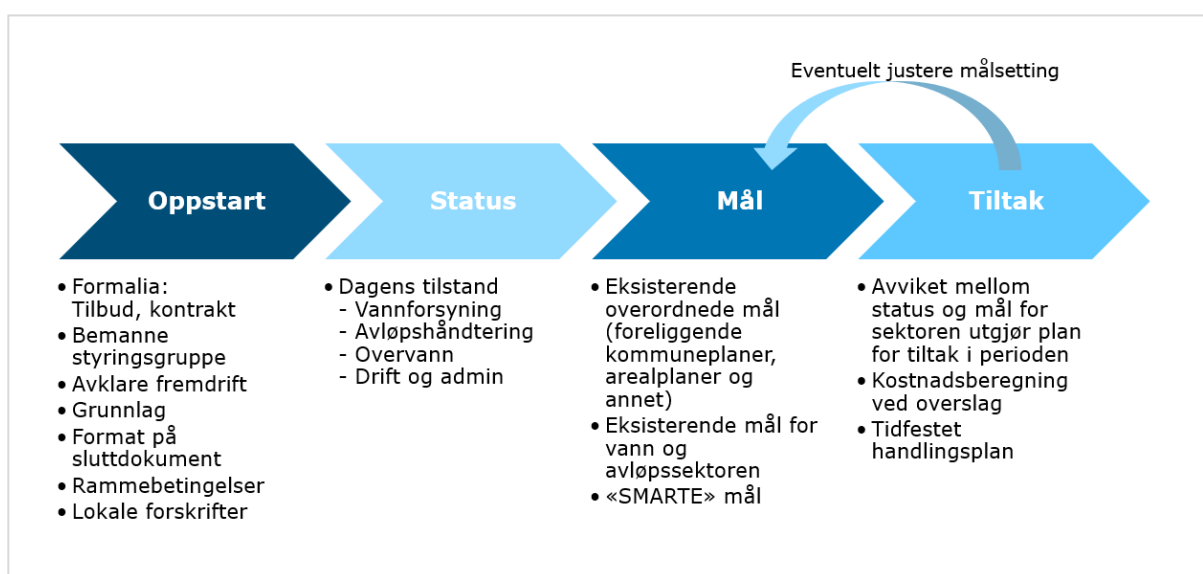 Eventuelt justere målsetting
Oppstart
Status
Mål
Tiltak
• Formalia:
Tilbud, kontrakt
• Bemanne
styringsgruppe
• Avklare fremdrift
• Grunnlag
• Format på
sluttdokument
• Rammebetingelser
• Lokale forskrifter
• Dagens tilstand
- Vannforsyning
- Avløpshåndtering
- Overvann
- Drift og admin
• Eksisterende
overordnede mål
(foreliggende
kommuneplaner,
arealplaner og
annet)
• Eksisterende mål for
vann og
avløpssektoren
• «SMARTE» mål
• Avviket mellom
status og mål for
sektoren utgjør plan
for tiltak i perioden
• Kostnadsberegning
ved overslag
• Tidfestet
handlingsplan